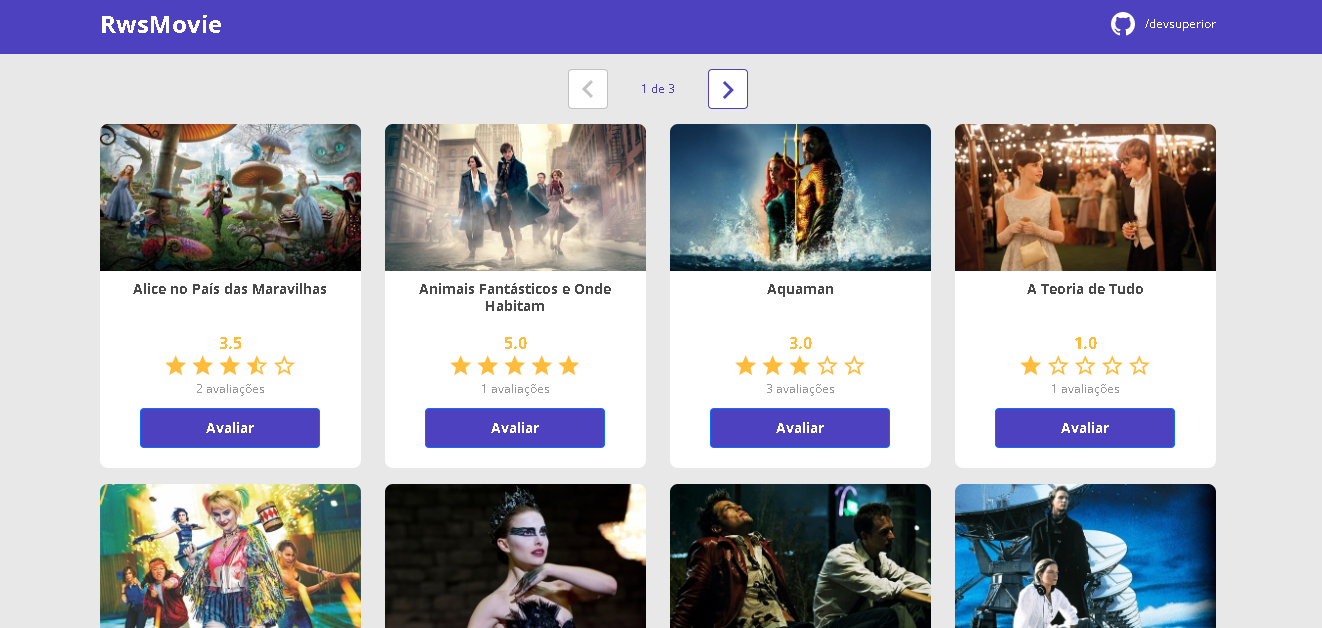 RwsMovie
/devsuperior
1 de 3
Alice no País das Maravilhas
3.5
2 avaliações
Avaliar
Animais Fantásticos e Onde
Habitam
5.0
1 avaliações
Avaliar
Aquaman
3.0
3 avaliações
Avaliar
A Teoria de Tudo
1.0
1 avaliações
Avaliar